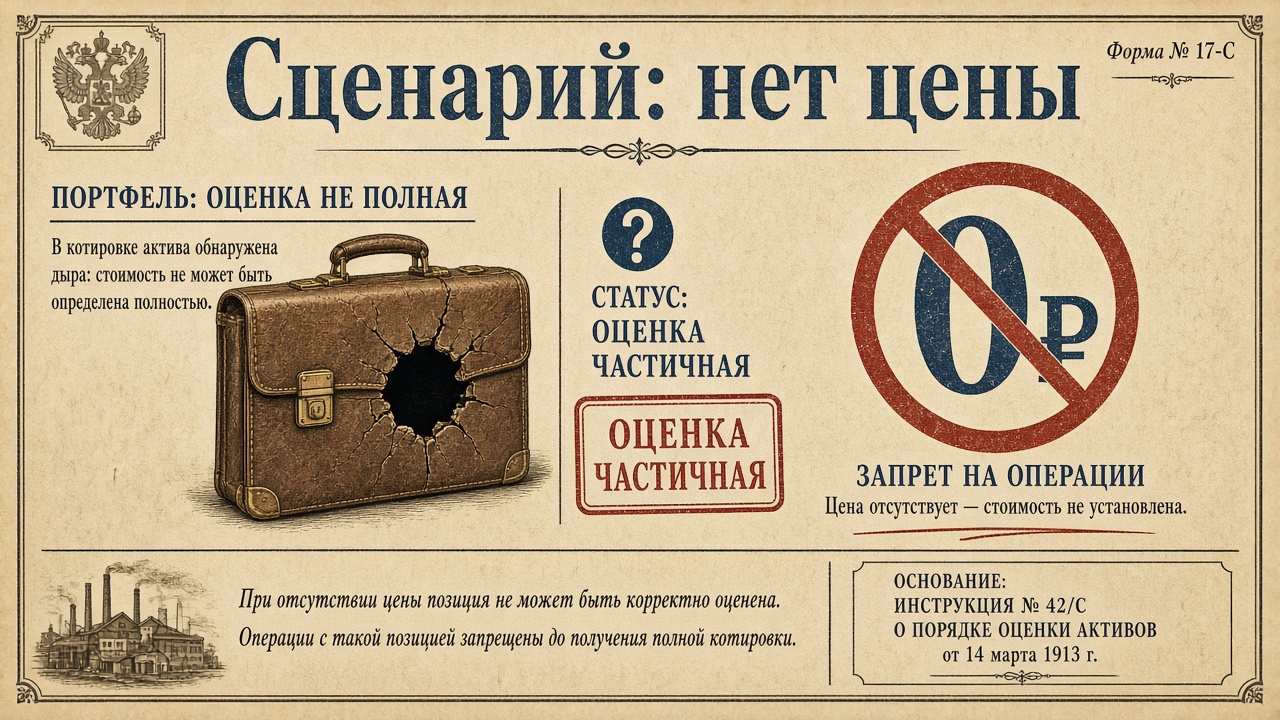 Сценарий: нет цены
Форма № 17-С
ПОРТФЕЛЬ: ОЦЕНКА НЕ ПОЛНАЯ
В котировке актива обнаружена
дыра: стоимость не может быть
определена полностью.
?
СТАТУС:
ОЦЕНКА
ЧАСТИЧНАЯ
ОЦЕНКА
ЧАСТИЧНАЯ
0 ₽
ЗАПРЕТ НА ОПЕРАЦИИ
Цена отсутствует — стоимость не установлена.
При отсутствии цены позиция не может быть корректно оценена.
Операции с такой позицией запрещены до получения полной котировки.
ОСНОВАНИЕ:
ИНСТРУКЦИЯ № 42/С
О ПОРЯДКЕ ОЦЕНКИ АКТИВОВ
от 14 марта 1913 г.